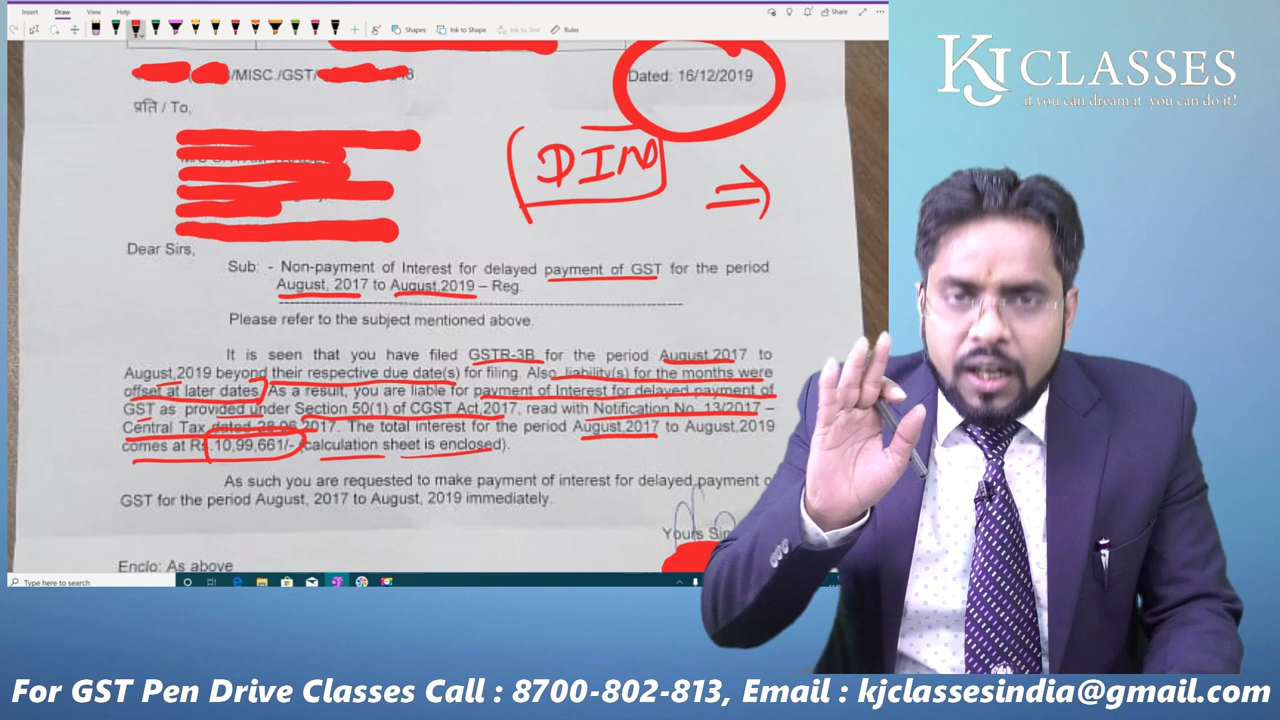 Insert Draw View Help
Share
Shapes Ink to Shape Ink to Text Ruler
/MISC./GST/
Dated: 16/12/2019
प्रति / To,
DIN
Dear Sirs,
Sub: - Non-payment of Interest for delayed payment of GST for the period
August, 2017 to August,2019 – Reg.
Please refer to the subject mentioned above.
It is seen that you have filed GSTR-3B for the period August,2017 to
August,2019 beyond their respective due date(s) for filing. Also liability(s) for the months were
offset at later dates. As a result, you are liable for payment of Interest for delayed payment of
GST as provided under Section 50(1) of CGST Act,2017, read with Notification No. 13/2017 –
Central Tax dated 28.06.2017. The total interest for the period August,2017 to August,2019
comes at Rs.10,99,661/- (calculation sheet is enclosed).
As such you are requested to make payment of interest for delayed payment
GST for the period August, 2017 to August, 2019 immediately.
Yours
Enclo: As above
Type here to search
KJ CLASSES
if you can dream it you can do it!
For GST Pen Drive Classes Call : 8700-802-813, Email : kjclassesindia@gmail.com